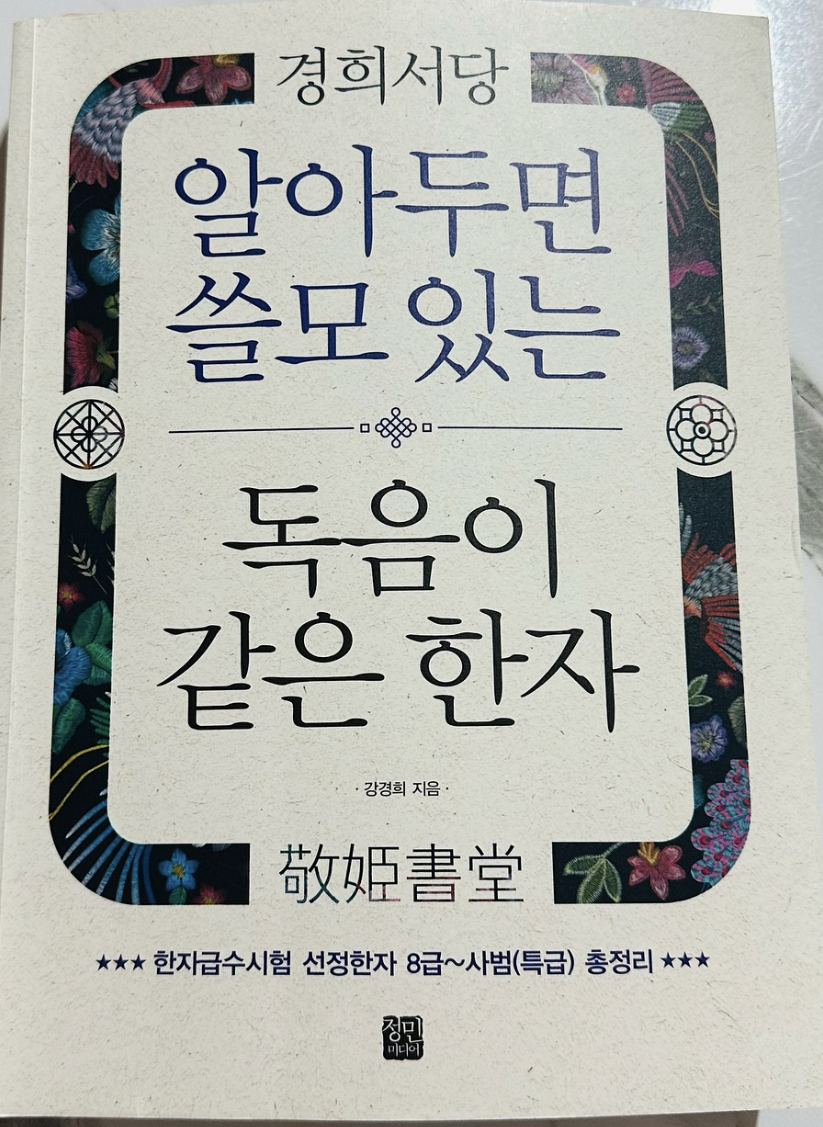 경희서당
알아두면
쓸모 있는
독음이
같은 한자
· 강경희 지음 ·
敬姬書堂
★★★ 한자급수시험 선정한자 8급~사범(특급) 총정리 ★★★
정민
미디어